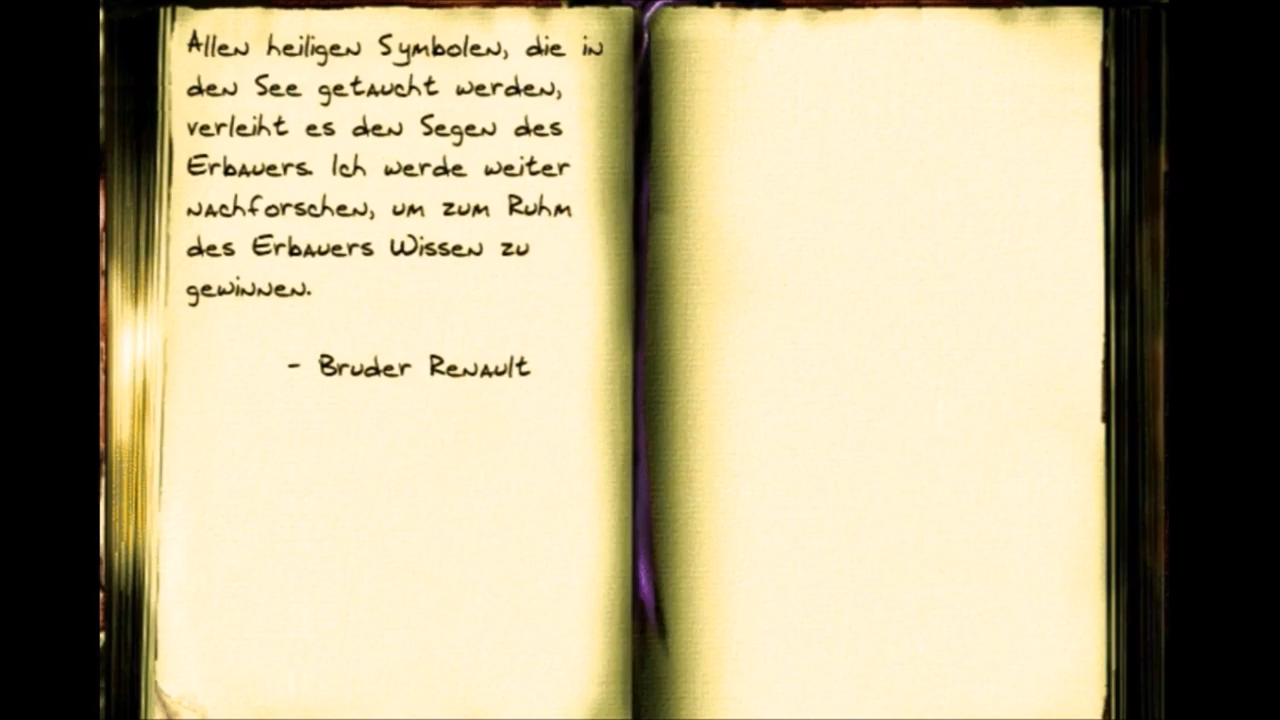 Allen heiligen Symbolen, die in
den See getaucht werden,
verleiht es den Segen des
Erbauers. Ich werde weiter
nachforschen, um zum Ruhm
des Erbauers Wissen zu
gewinnen.
- Bruder Renault